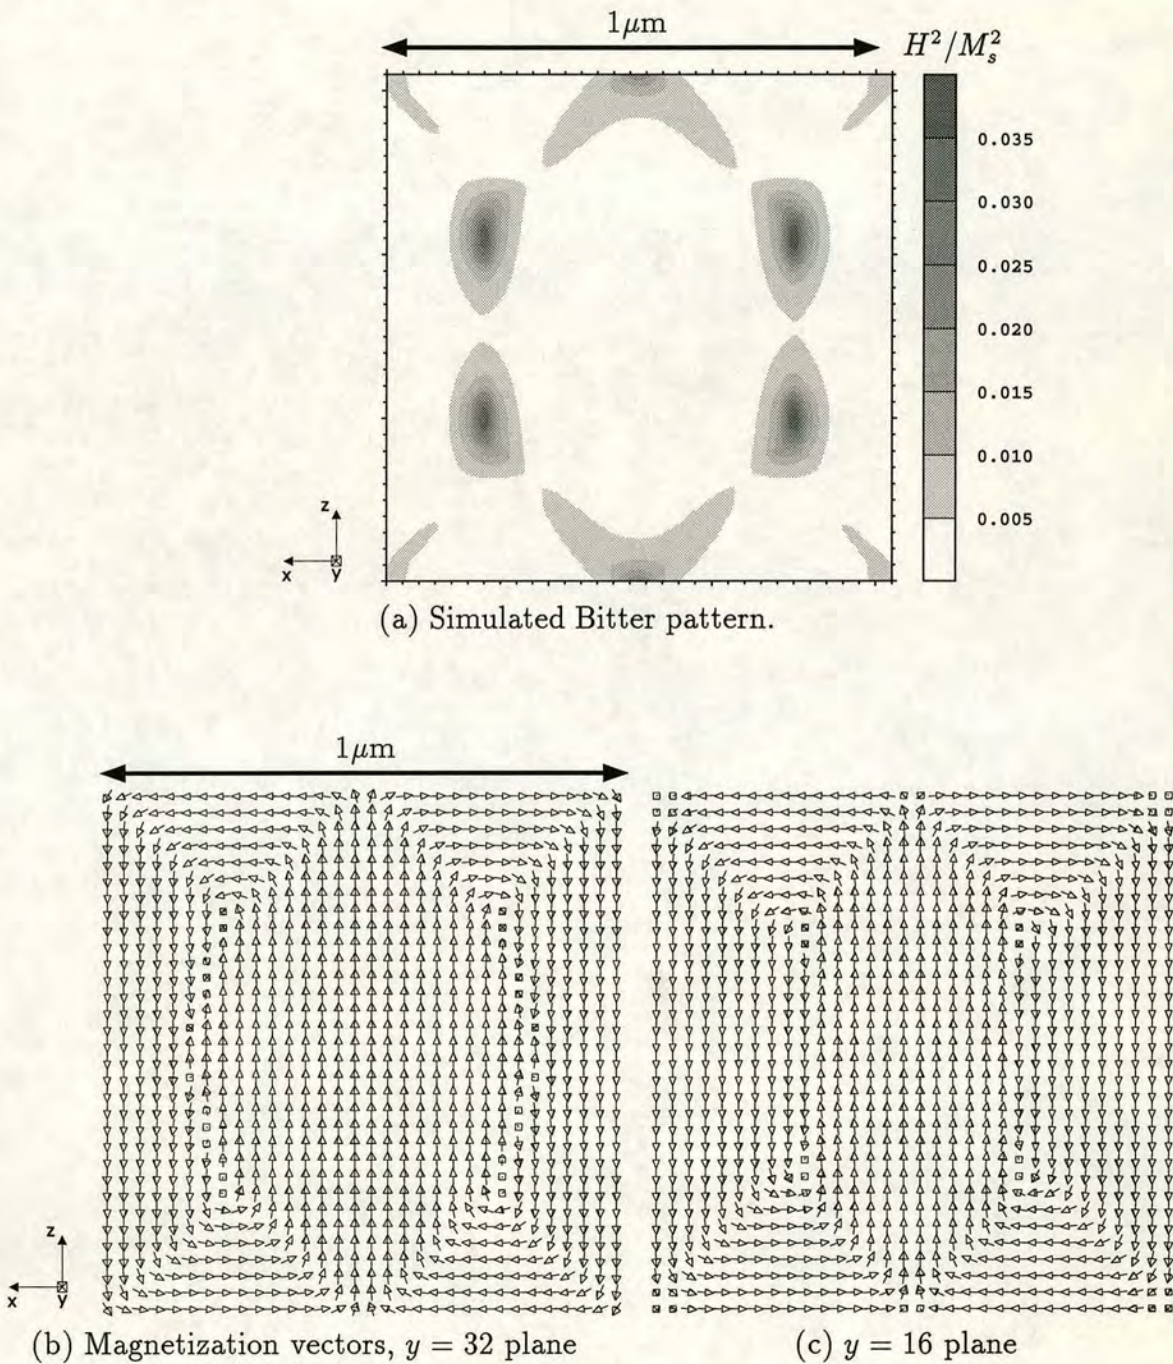 1μm
H²/Mₛ²
0.035
0.030
0.025
0.020
0.015
0.010
0.005
z
x
y
(a) Simulated Bitter pattern.
1μm
z
x
y
(b) Magnetization vectors, y = 32 plane
(c) y = 16 plane